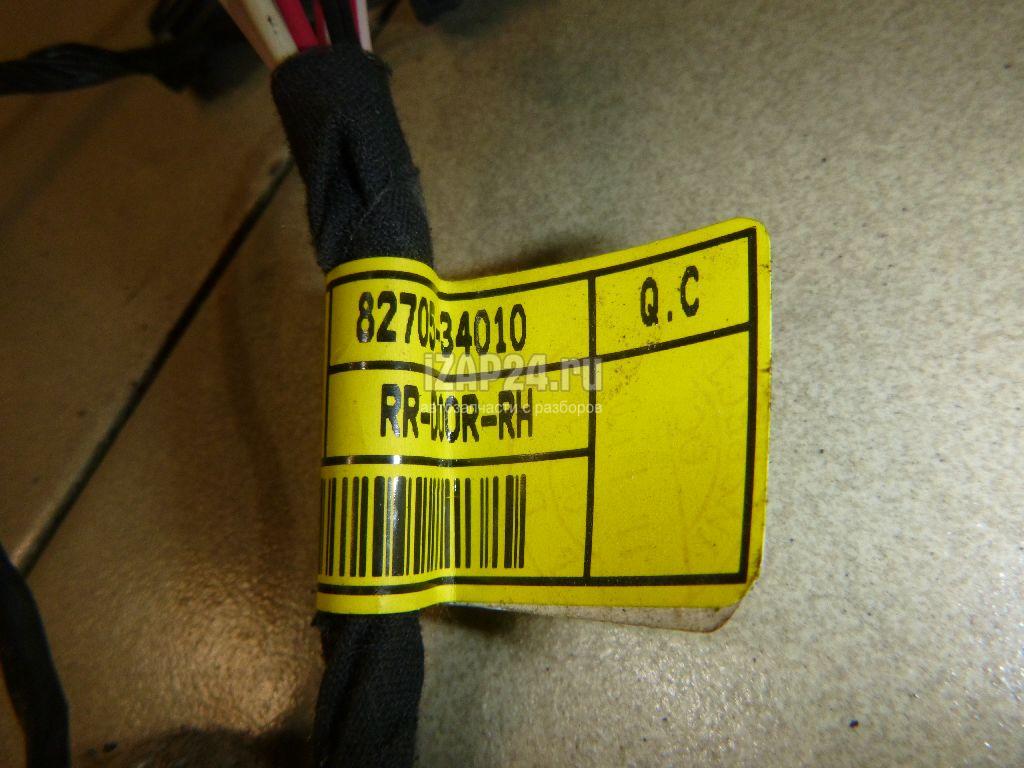 82705-34010
Q.C
iZAP24.ru
автозапчасти с разборов
RR-DOOR-RH